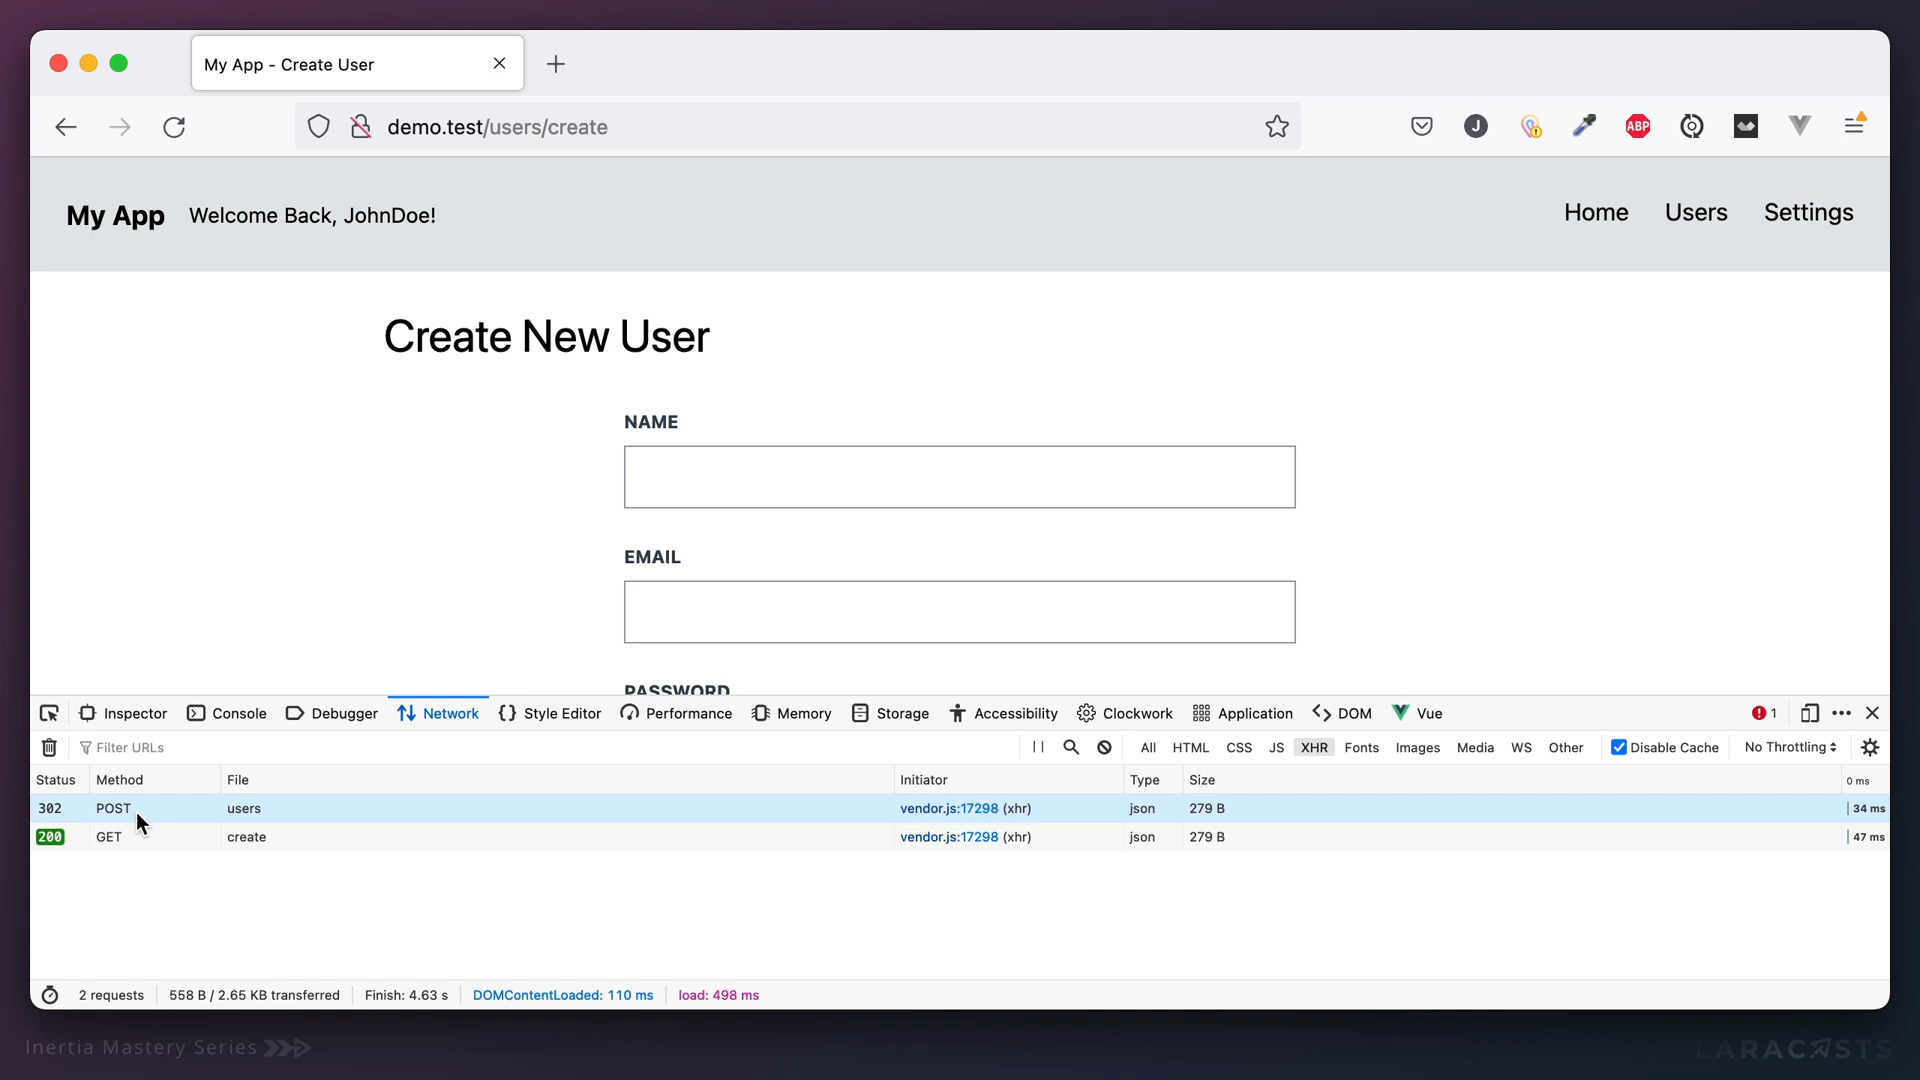 My App - Create User
demo.test/users/create
J
ABP
My App Welcome Back, JohnDoe!
Home Users Settings
Create New User
NAME
EMAIL
PASSWORD
Inspector Console Debugger Network Style Editor Performance Memory Storage Accessibility Clockwork Application DOM Vue 1
Filter URLs All HTML CSS JS XHR Fonts Images Media WS Other Disable Cache No Throttling
Status Method File Initiator Type Size 0 ms
302 POST users vendor.js:17298 (xhr) json 279 B 34 ms
200 GET create vendor.js:17298 (xhr) json 279 B 47 ms
2 requests 558 B / 2.65 KB transferred Finish: 4.63 s DOMContentLoaded: 110 ms load: 498 ms
Inertia Mastery Series
LARACASTS